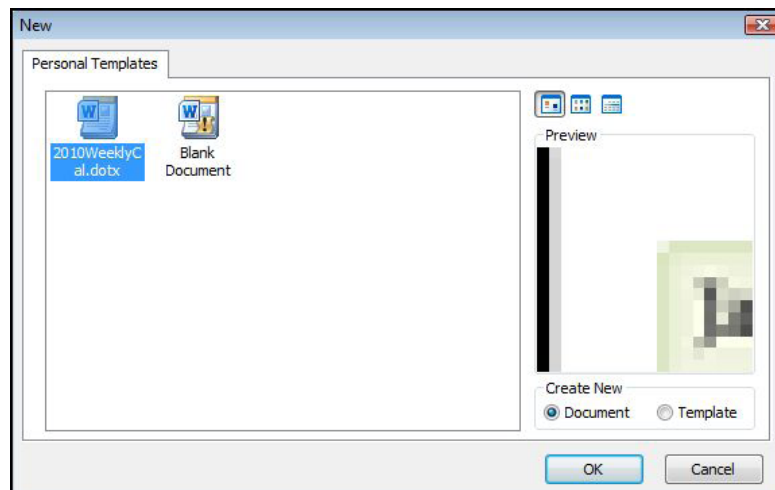 New
Personal Templates
2010WeeklyC
al.dotx
Blank
Document
Preview
Create New
Document
Template
OK
Cancel